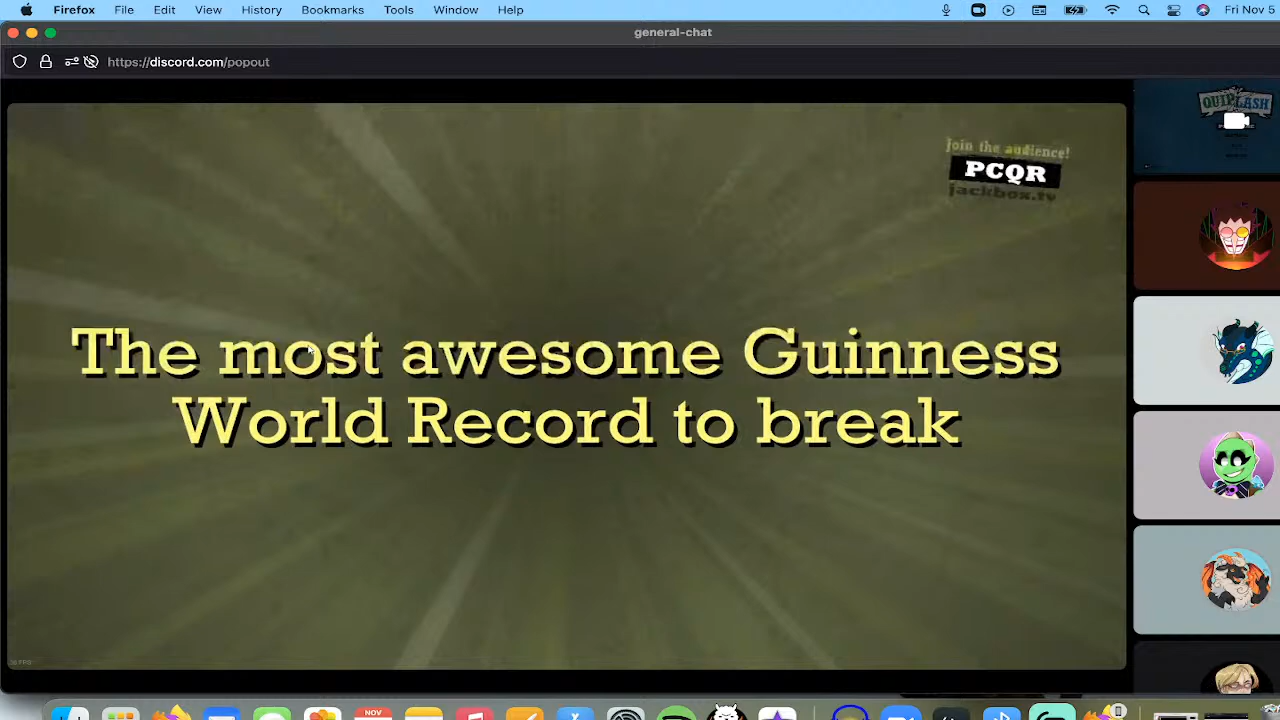 Firefox File Edit View History Bookmarks Tools Window Help Fri Nov 5
general-chat
https://discord.com/popout
QUIPLASH
Join the audience!
PCQR
jackbox.tv
The most awesome Guinness
World Record to break
NOV